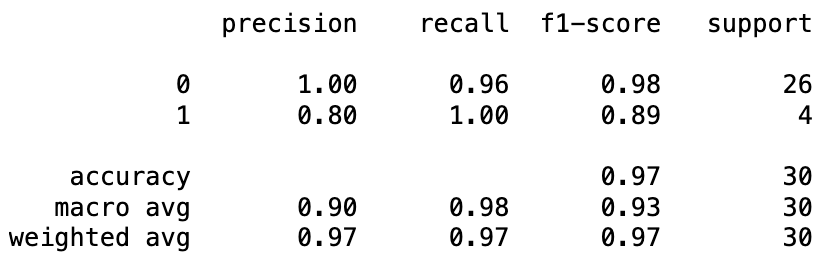 precision recall f1-score support
0 1.00 0.96 0.98 26
1 0.80 1.00 0.89 4
accuracy 0.97 30
macro avg 0.90 0.98 0.93 30
weighted avg 0.97 0.97 0.97 30